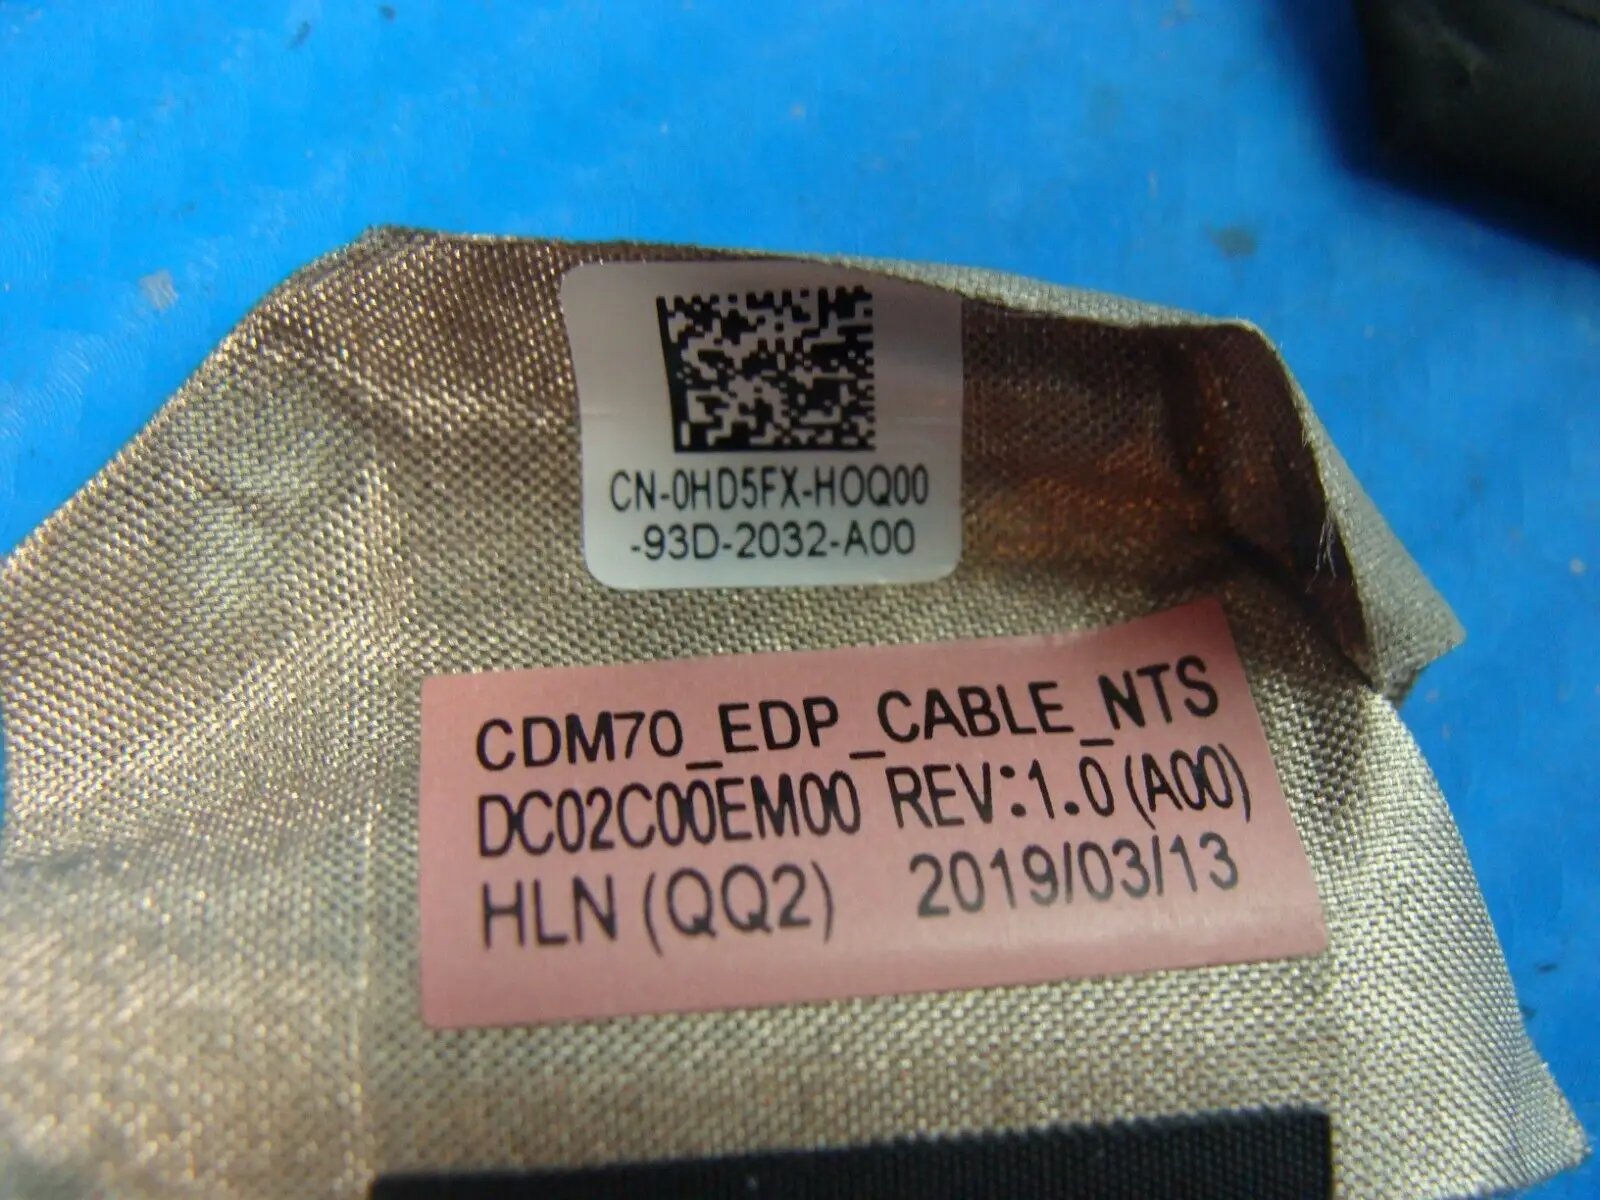 CN-0HD5FX-HOQ00
-93D-2032-A00
CDM70_EDP_CABLE_NTS
DC02C00EM00 REV:1.0(A00)
HLN(QQ2) 2019/03/13